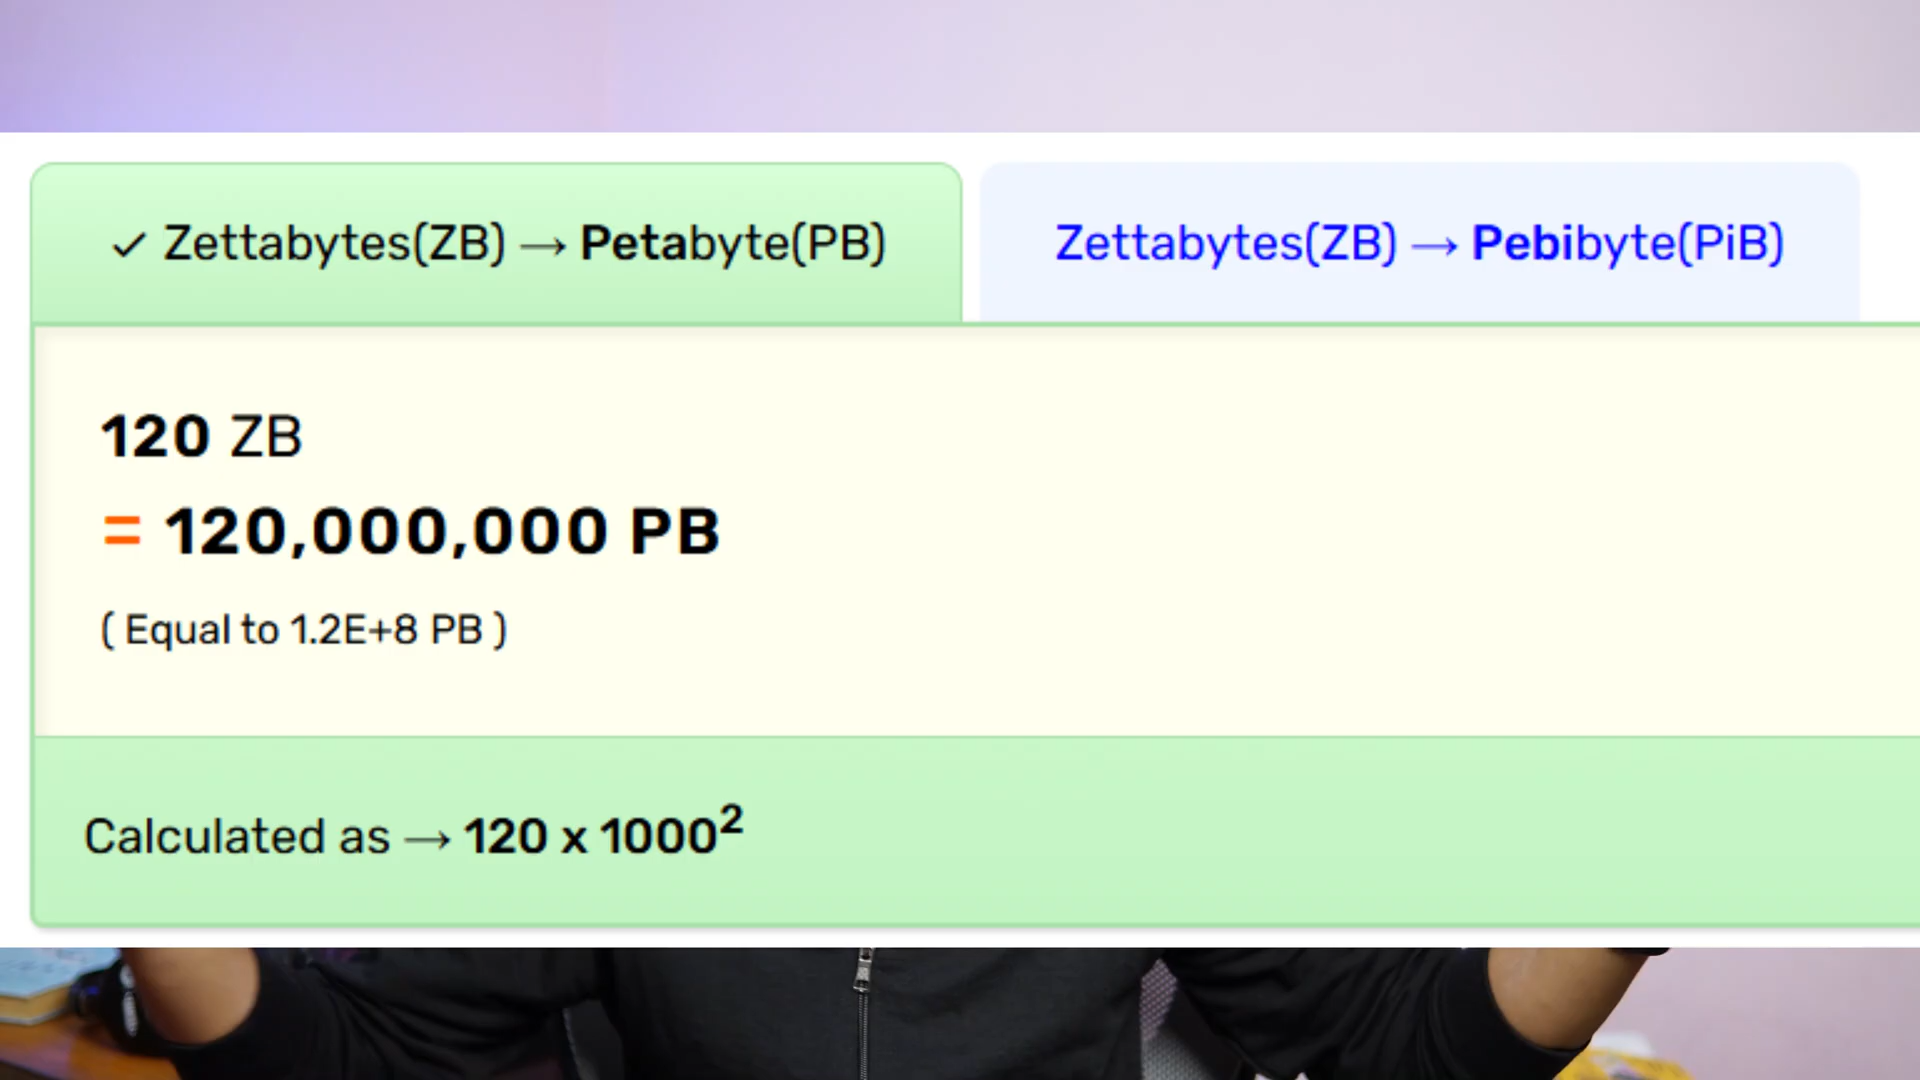 ✓ Zettabytes(ZB) → Petabyte(PB)
Zettabytes(ZB) → Pebibyte(PiB)
120 ZB
= 120,000,000 PB
( Equal to 1.2E+8 PB )
Calculated as → 120 x 1000²